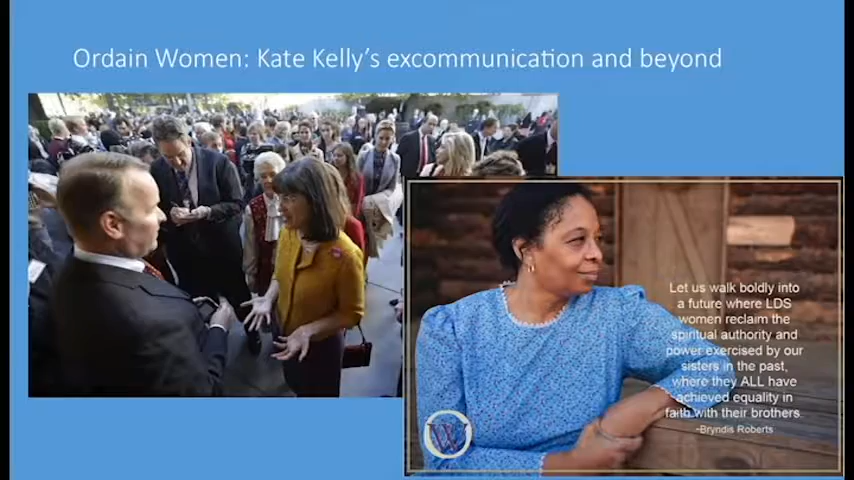 Ordain Women: Kate Kelly's excommunication and beyond
Let us walk boldly into
a future where LDS
women reclaim the
spiritual authority and
power exercised by our
sisters in the past,
where they ALL have
achieved equality in
faith with their brothers.
~Bryndis Roberts
OW